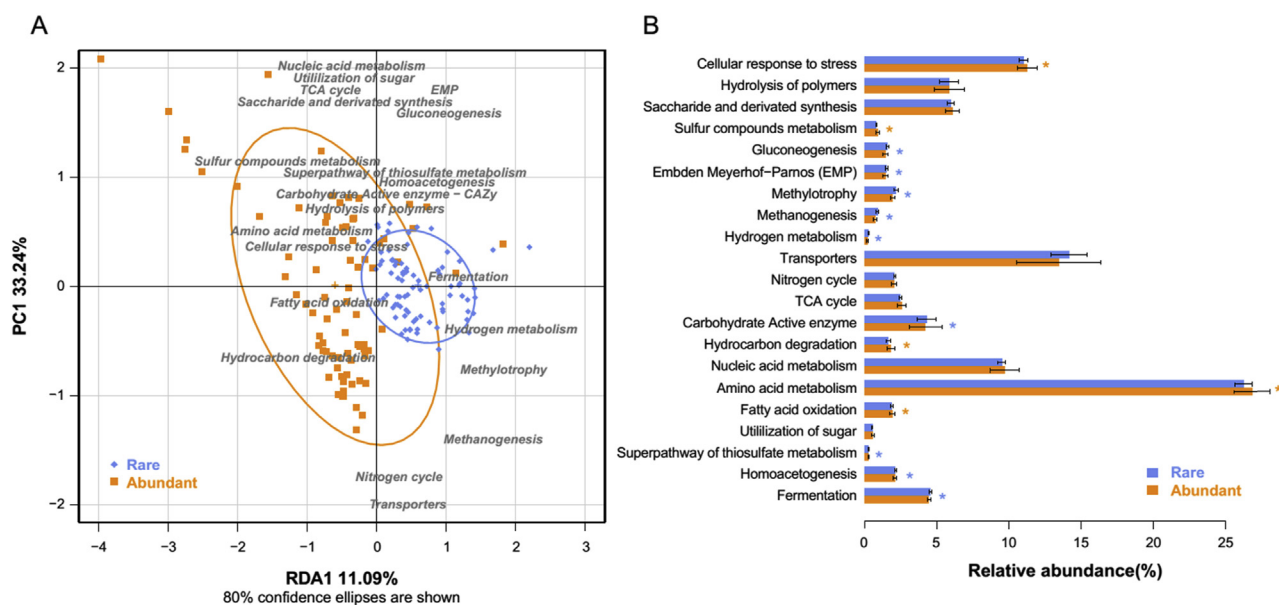 A
2
1
0
−1
−2
PC1 33.24%
Nucleic acid metabolism
Utililization of sugar
TCA cycle
EMP
Saccharide and derivated synthesis
Gluconeogenesis
Sulfur compounds metabolism
Superpathway of thiosulfate metabolism
Homoacetogenesis
Carbohydrate Active enzyme − CAZy
Hydrolysis of polymers
Amino acid metabolism
Cellular response to stress
Fermentation
Fatty acid oxidation
Hydrogen metabolism
Hydrocarbon degradation
Methylotrophy
Methanogenesis
Nitrogen cycle
Transporters
Rare
Abundant
−4 −3 −2 −1 0 1 2 3
RDA1 11.09%
80% confidence ellipses are shown
B
Cellular response to stress *
Hydrolysis of polymers
Saccharide and derivated synthesis
Sulfur compounds metabolism *
Gluconeogenesis *
Embden Meyerhof−Parnos (EMP) *
Methylotrophy *
Methanogenesis *
Hydrogen metabolism *
Transporters
Nitrogen cycle
TCA cycle
Carbohydrate Active enzyme *
Hydrocarbon degradation *
Nucleic acid metabolism
Amino acid metabolism *
Fatty acid oxidation *
Utililization of sugar
Superpathway of thiosulfate metabolism *
Homoacetogenesis *
Fermentation *
Rare
Abundant
0 5 10 15 20 25
Relative abundance(%)